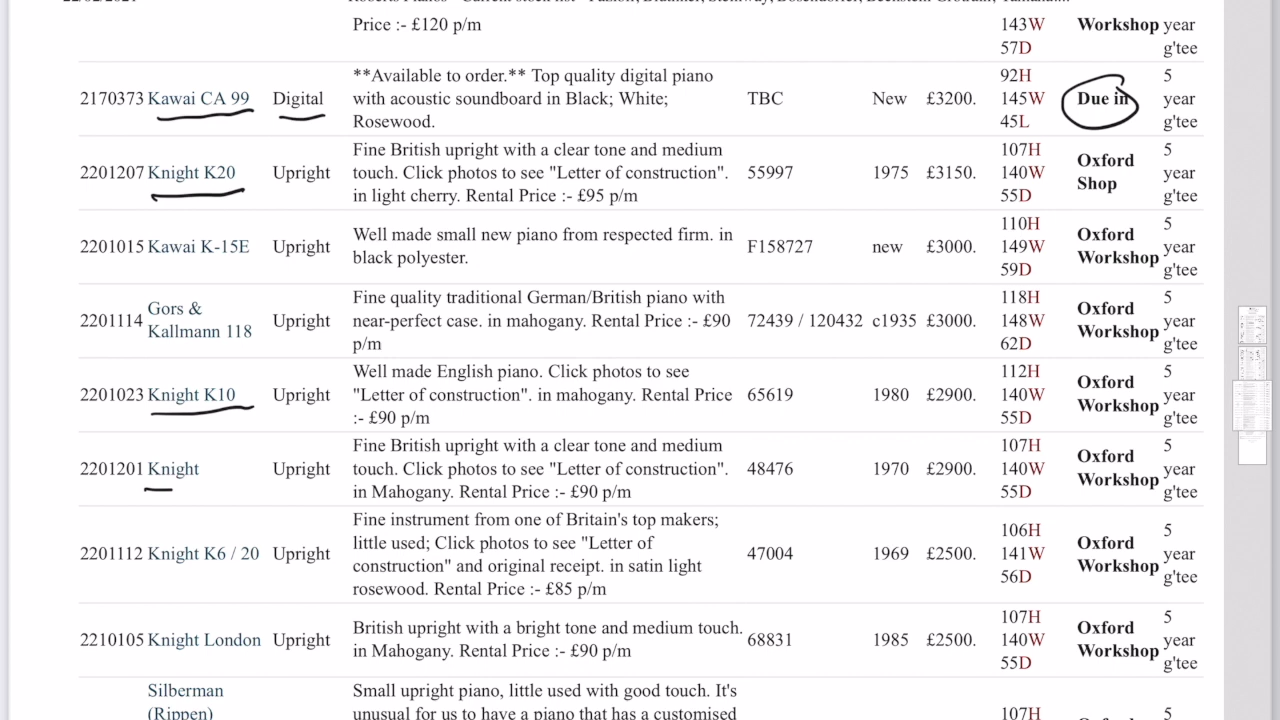 Price :- £120 p/m 143W Workshop year
57D g'tee
2170373 Kawai CA 99 Digital **Available to order.** Top quality digital piano with acoustic soundboard in Black; White; Rosewood. TBC New £3200. 92H 145W 45L Due in 5 year g'tee
2201207 Knight K20 Upright Fine British upright with a clear tone and medium touch. Click photos to see "Letter of construction". in light cherry. Rental Price :- £95 p/m 55997 1975 £3150. 107H 140W 55D Oxford Shop 5 year g'tee
2201015 Kawai K-15E Upright Well made small new piano from respected firm. in black polyester. F158727 new £3000. 110H 149W 59D Oxford Workshop 5 year g'tee
2201114 Gors & Kallmann 118 Upright Fine quality traditional German/British piano with near-perfect case. in mahogany. Rental Price :- £90 p/m 72439 / 120432 c1935 £3000. 118H 148W 62D Oxford Workshop 5 year g'tee
2201023 Knight K10 Upright Well made English piano. Click photos to see "Letter of construction". in mahogany. Rental Price :- £90 p/m 65619 1980 £2900. 112H 140W 55D Oxford Workshop 5 year g'tee
2201201 Knight Upright Fine British upright with a clear tone and medium touch. Click photos to see "Letter of construction". in Mahogany. Rental Price :- £90 p/m 48476 1970 £2900. 107H 140W 55D Oxford Workshop 5 year g'tee
2201112 Knight K6 / 20 Upright Fine instrument from one of Britain's top makers; little used; Click photos to see "Letter of construction" and original receipt. in satin light rosewood. Rental Price :- £85 p/m 47004 1969 £2500. 106H 141W 56D Oxford Workshop 5 year g'tee
2210105 Knight London Upright British upright with a bright tone and medium touch. in Mahogany. Rental Price :- £90 p/m 68831 1985 £2500. 107H 140W 55D Oxford Workshop 5 year g'tee
Silberman (Rippen) Small upright piano, little used with good touch. It's unusual for us to have a piano that has a customised 107H 5